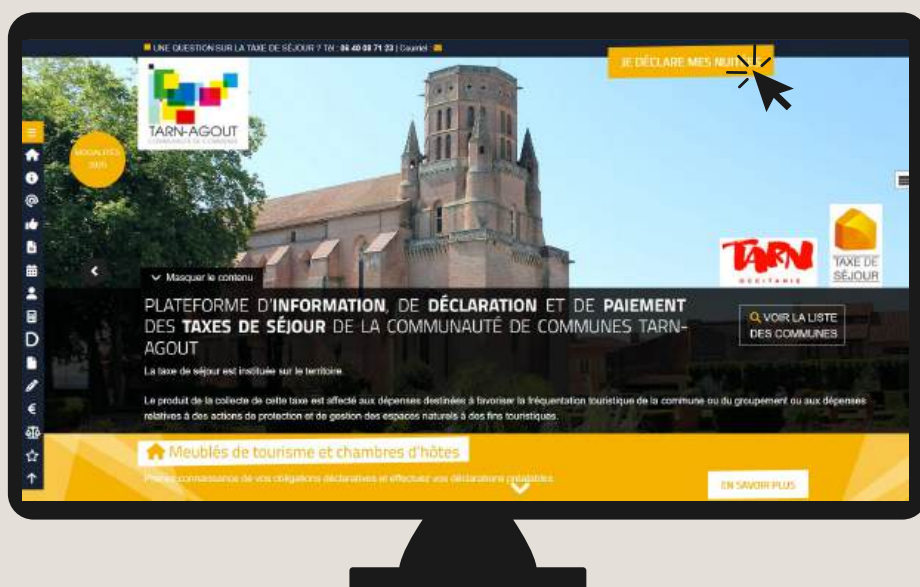 UNE QUESTION SUR LA TAXE DE SÉJOUR ? Tél : 06 40 08 71 23 | Courriel :
JE DÉCLARE MES
TARN-AGOUT
COMMUNAUTÉ DE COMMUNES
MODALITÉS
TARN
OCCITANIE
TAXE DE
SÉJOUR
Masquer le contenu
PLATEFORME D'INFORMATION, DE DÉCLARATION ET DE PAIEMENT
DES TAXES DE SÉJOUR DE LA COMMUNAUTÉ DE COMMUNES TARN-
AGOUT
VOIR LA LISTE
DES COMMUNES
La taxe de séjour est instituée sur le territoire.
Le produit de la collecte de cette taxe est affecté aux dépenses destinées à favoriser la fréquentation touristique de la commune ou du groupement ou aux dépenses
relatives à des actions de protection et de gestion des espaces naturels à des fins touristiques.
Meublés de tourisme et chambres d'hôtes
Prenez connaissance de vos obligations déclaratives et effectuez vos déclarations préalables
EN SAVOIR PLUS